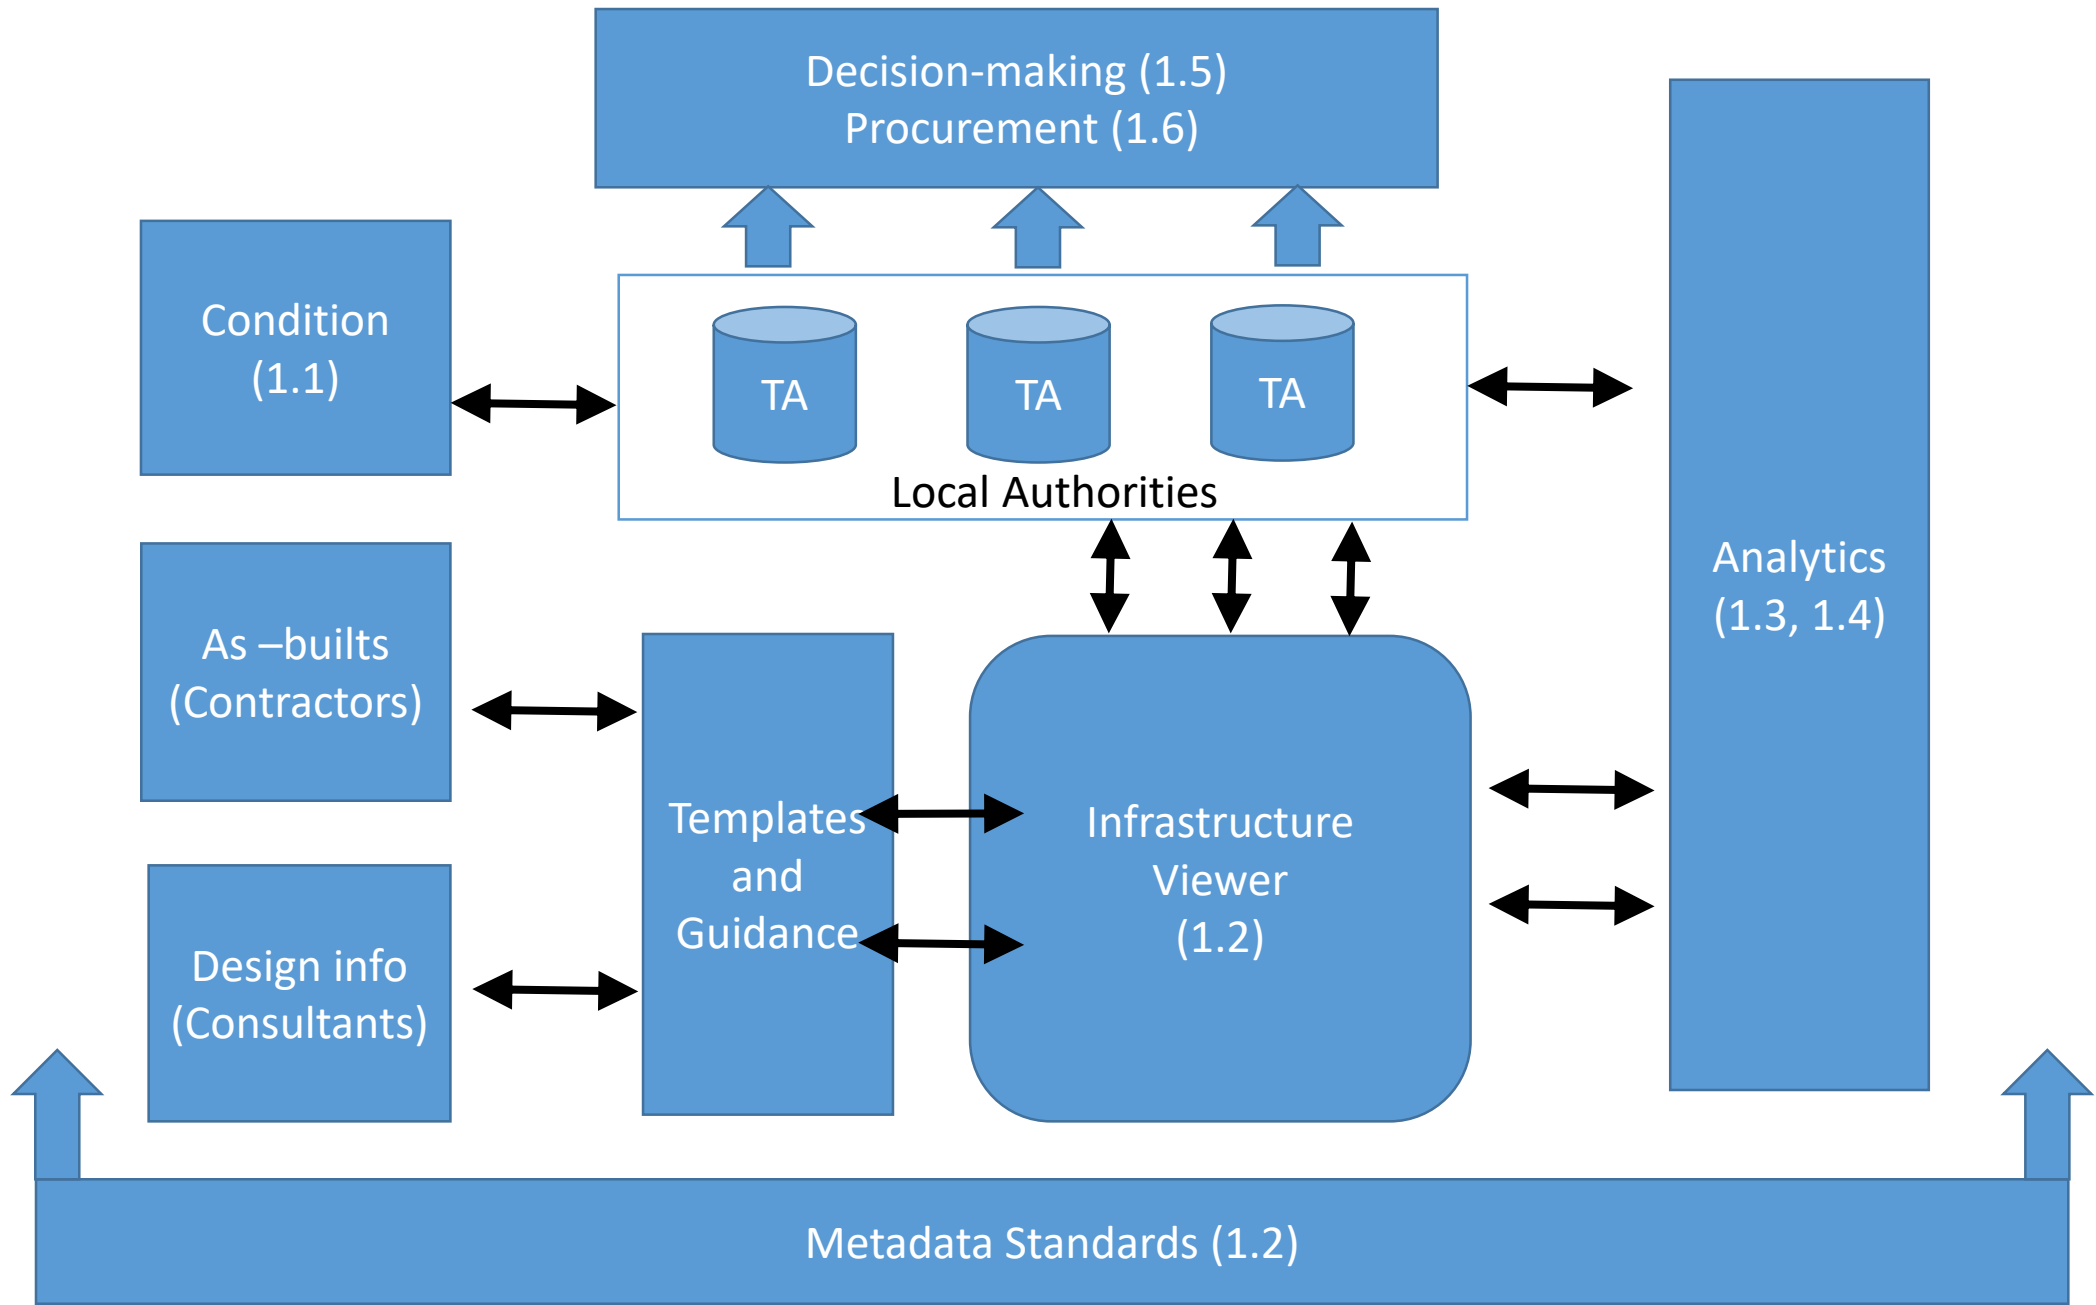 Decision-making (1.5)
Procurement (1.6)
Condition
(1.1)
TA
TA
TA
Local Authorities
Analytics
(1.3, 1.4)
As –builts
(Contractors)
Templates
and
Guidance
Infrastructure
Viewer
(1.2)
Design info
(Consultants)
Metadata Standards (1.2)